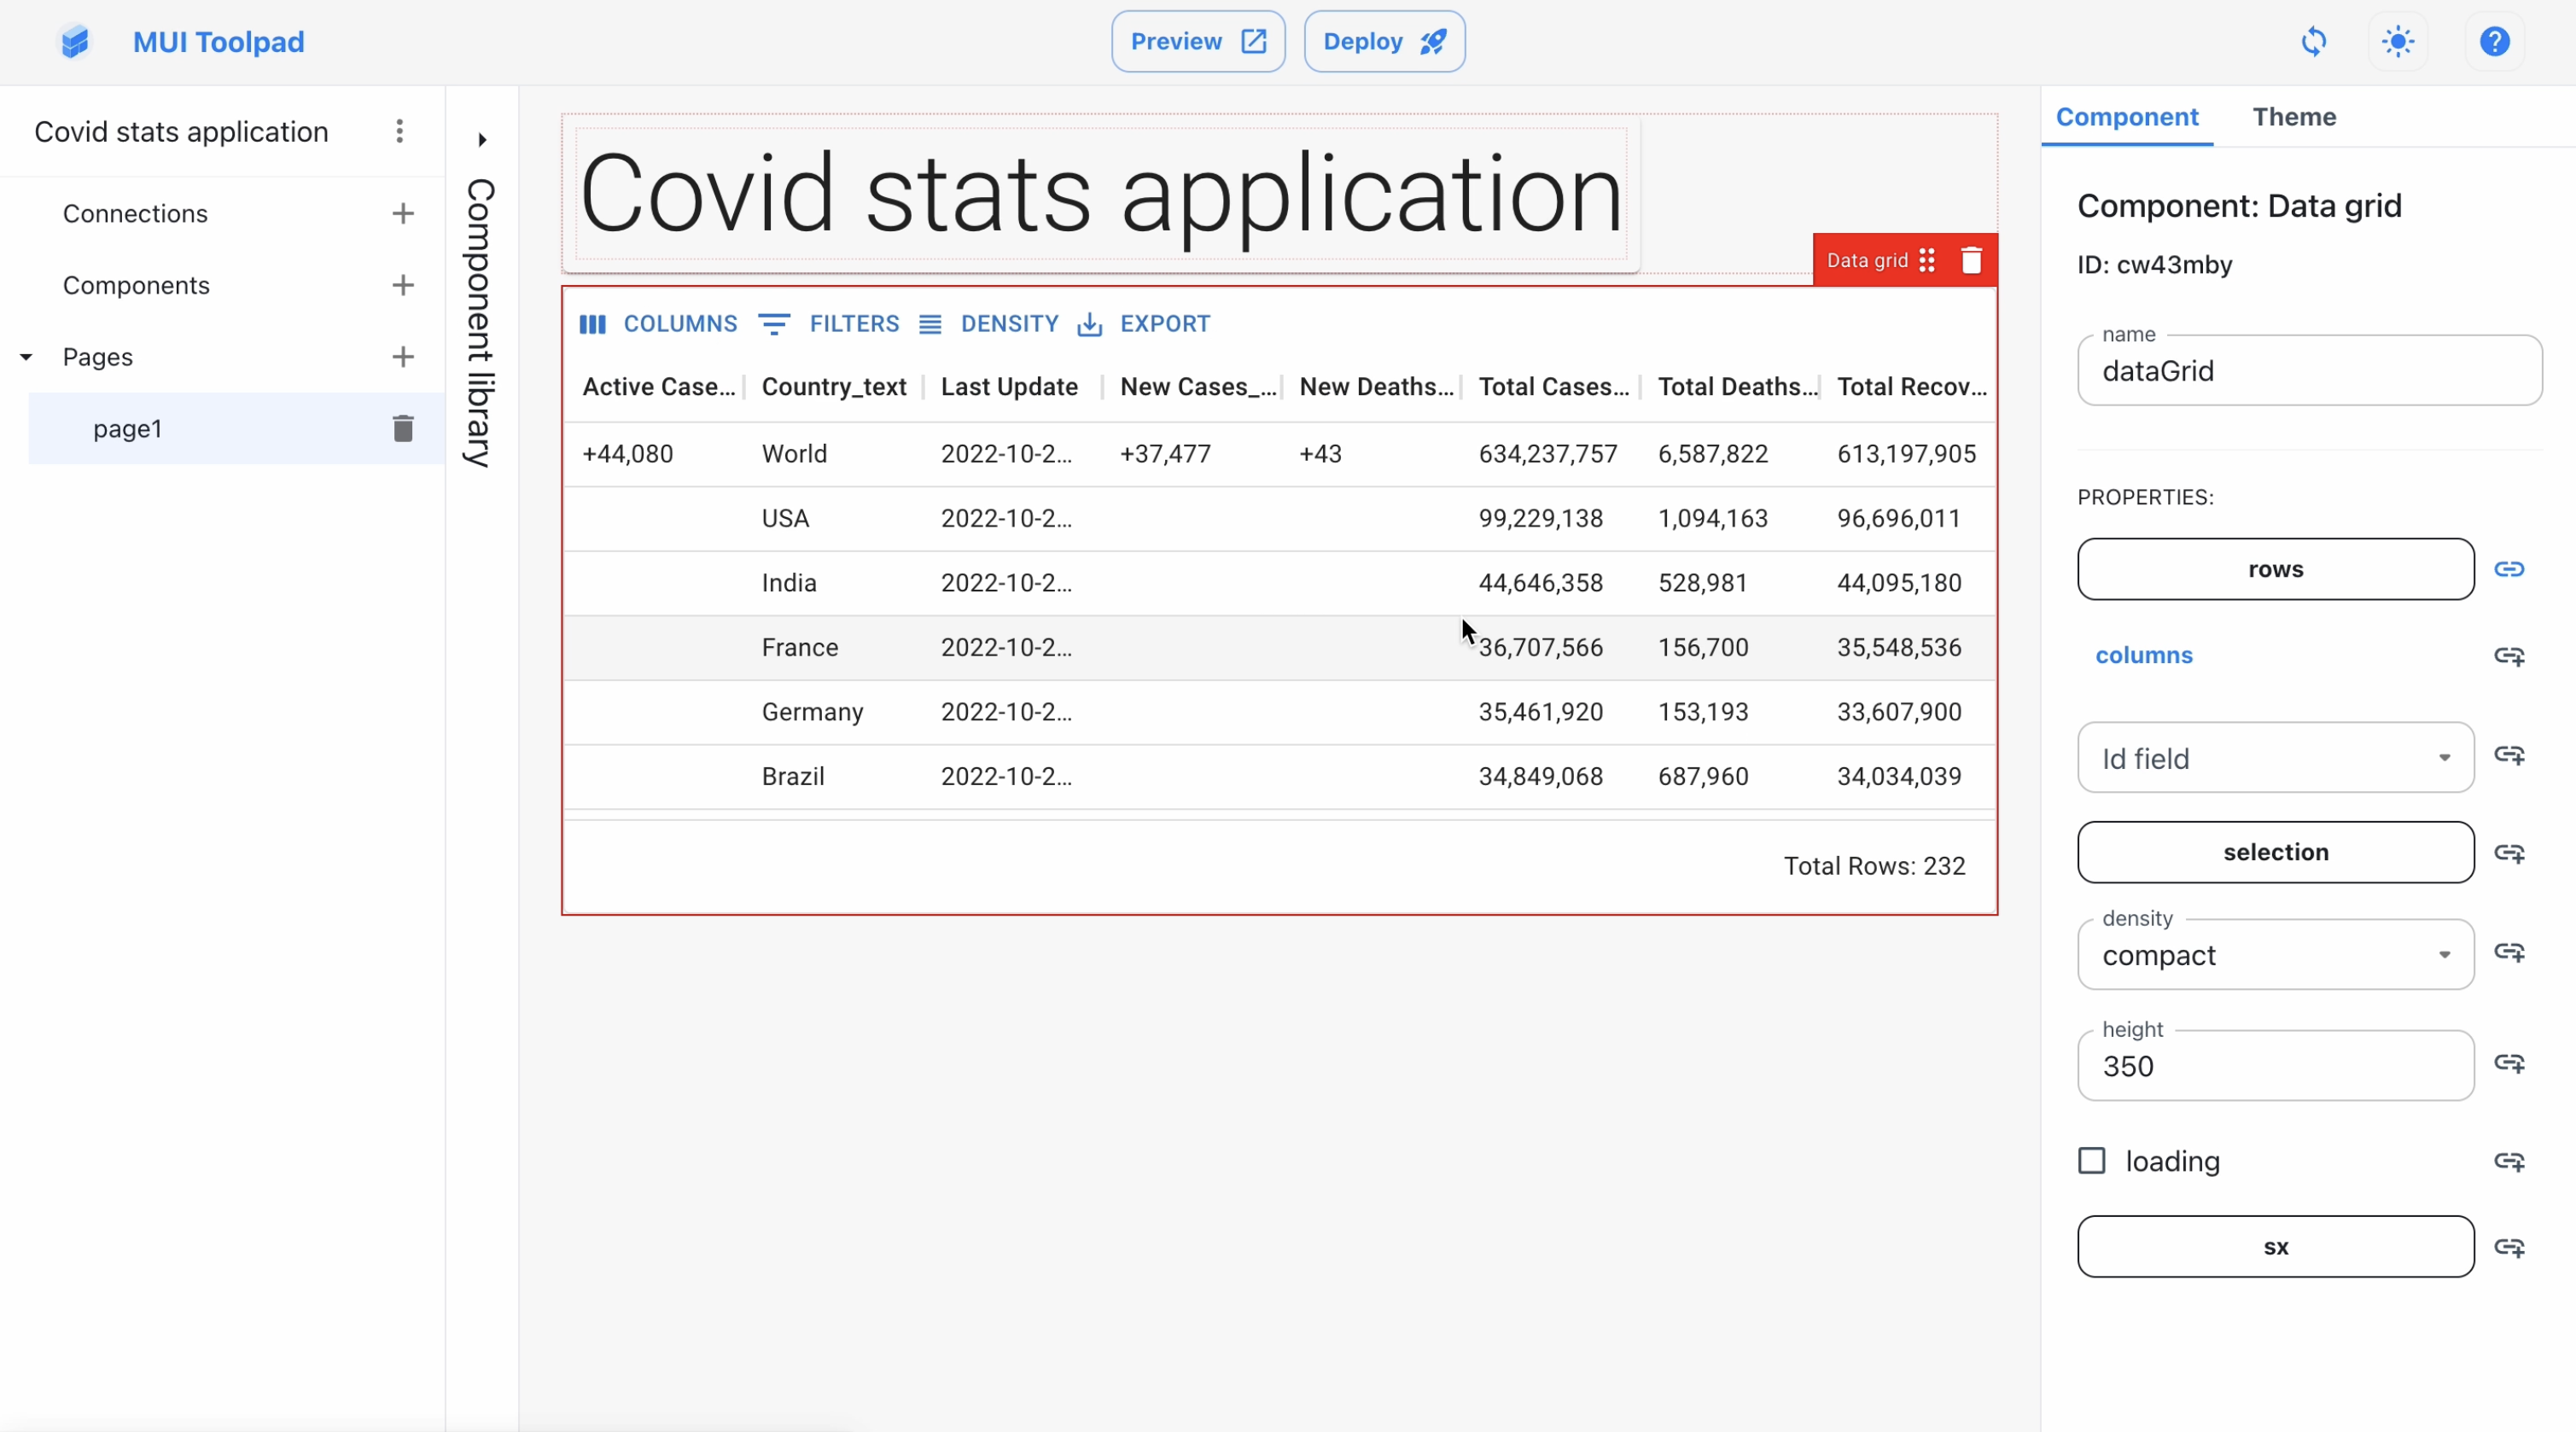 MUI Toolpad
Preview
Deploy
Covid stats application
Connections
Components
Pages
page1
Component library
Covid stats application
Data grid
COLUMNS FILTERS DENSITY EXPORT
Active Case... Country_text Last Update New Cases_... New Deaths... Total Cases... Total Deaths... Total Recov...
+44,080 World 2022-10-2... +37,477 +43 634,237,757 6,587,822 613,197,905
USA 2022-10-2... 99,229,138 1,094,163 96,696,011
India 2022-10-2... 44,646,358 528,981 44,095,180
France 2022-10-2... 36,707,566 156,700 35,548,536
Germany 2022-10-2... 35,461,920 153,193 33,607,900
Brazil 2022-10-2... 34,849,068 687,960 34,034,039
Total Rows: 232
Component Theme
Component: Data grid
ID: cw43mby
name
dataGrid
PROPERTIES:
rows
columns
Id field
selection
density
compact
height
350
loading
sx